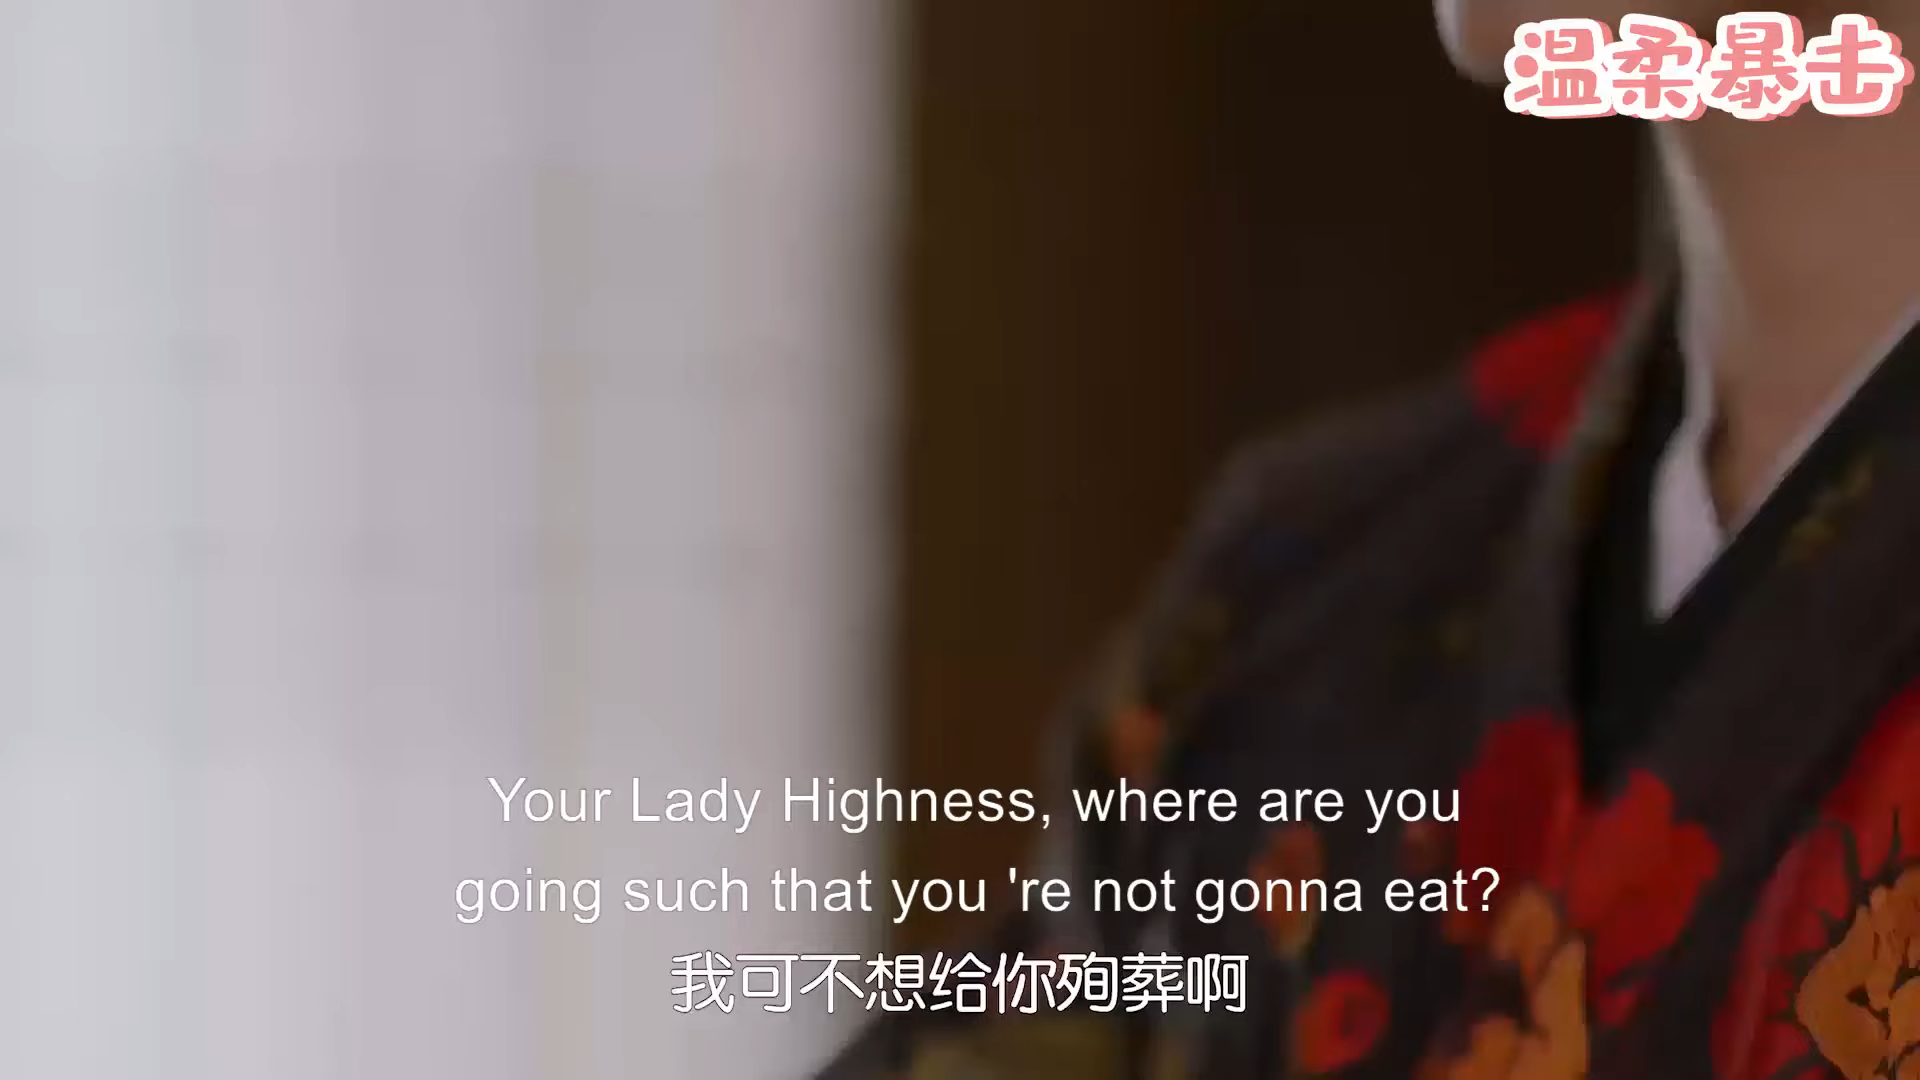 温柔暴击
Your Lady Highness, where are you
going such that you 're not gonna eat?
我可不想给你殉葬啊